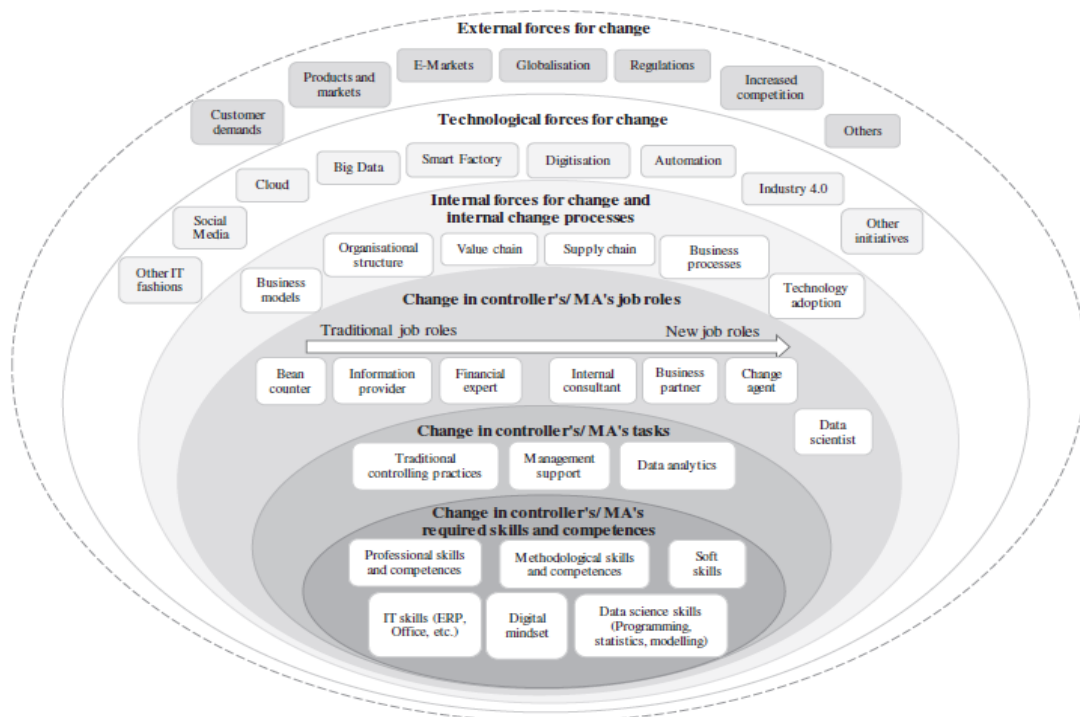 External forces for change
E-Markets
Globalisation
Regulations
Products and
markets
Increased
competition
Customer
demands
Others
Technological forces for change
Smart Factory
Digitisation
Automation
Big Data
Cloud
Industry 4.0
Social
Media
Other
initiatives
Other IT
fashions
Internal forces for change and
internal change processes
Organisational
structure
Value chain
Supply chain
Business
processes
Business
models
Technology
adoption
Change in controller's/ MA's job roles
Traditional job roles
New job roles
Bean
counter
Information
provider
Financial
expert
Internal
consultant
Business
partner
Change
agent
Data
scientist
Change in controller's/ MA's tasks
Traditional
controlling practices
Management
support
Data analytics
Change in controller's/ MA's
required skills and competences
Professional skills
and competences
Methodological skills
and competences
Soft
skills
IT skills (ERP,
Office, etc.)
Digital
mindset
Data science skills
(Programming,
statistics, modelling)